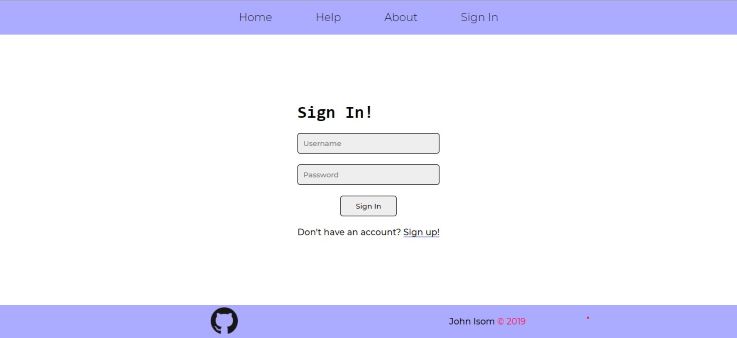 Home Help About Sign In
Sign In!
Username
Password
Sign In
Don't have an account? Sign up!
John Isom © 2019